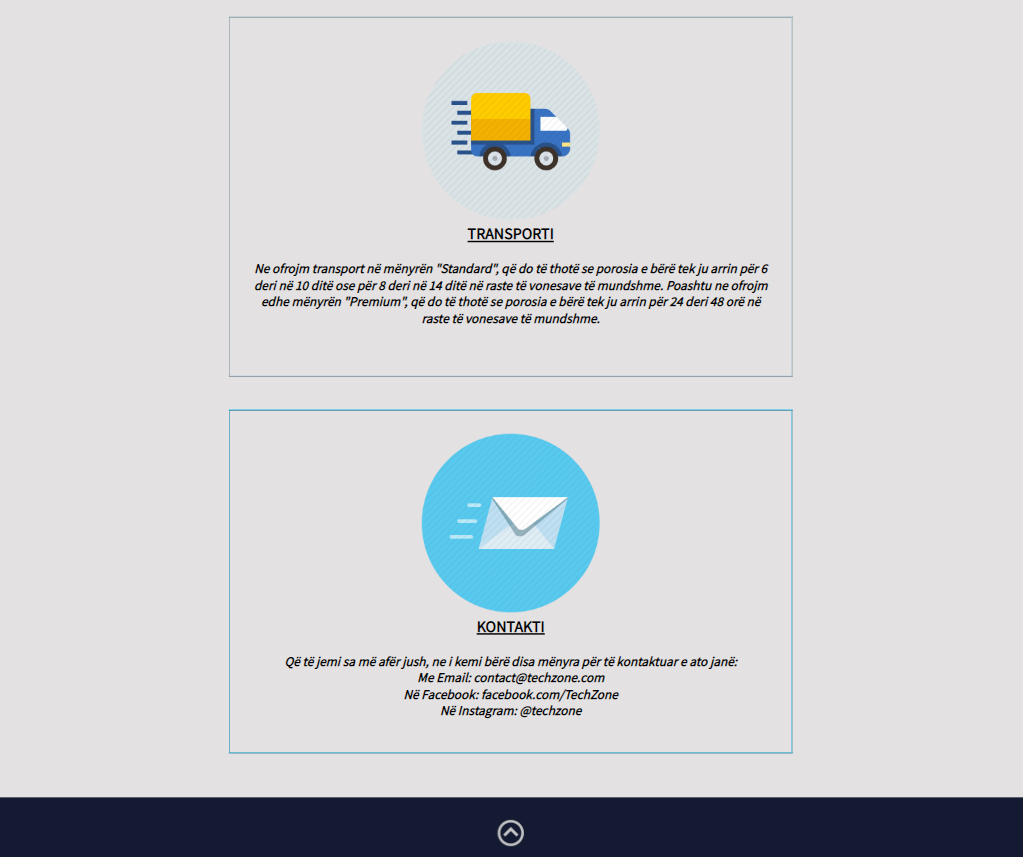 TRANSPORTI
Ne ofrojm transport në mënyrën "Standard", që do të thotë se porosia e bërë tek ju arrin për 6
deri në 10 ditë ose për 8 deri në 14 ditë në raste të vonesave të mundshme. Poashtu ne ofrojm
edhe mënyrën "Premium", që do të thotë se porosia e bërë tek ju arrin për 24 deri 48 orë në
raste të vonesave të mundshme.
KONTAKTI
Që të jemi sa më afër jush, ne i kemi bërë disa mënyra për të kontaktuar e ato janë:
Me Email: contact@techzone.com
Në Facebook: facebook.com/TechZone
Në Instagram: @techzone